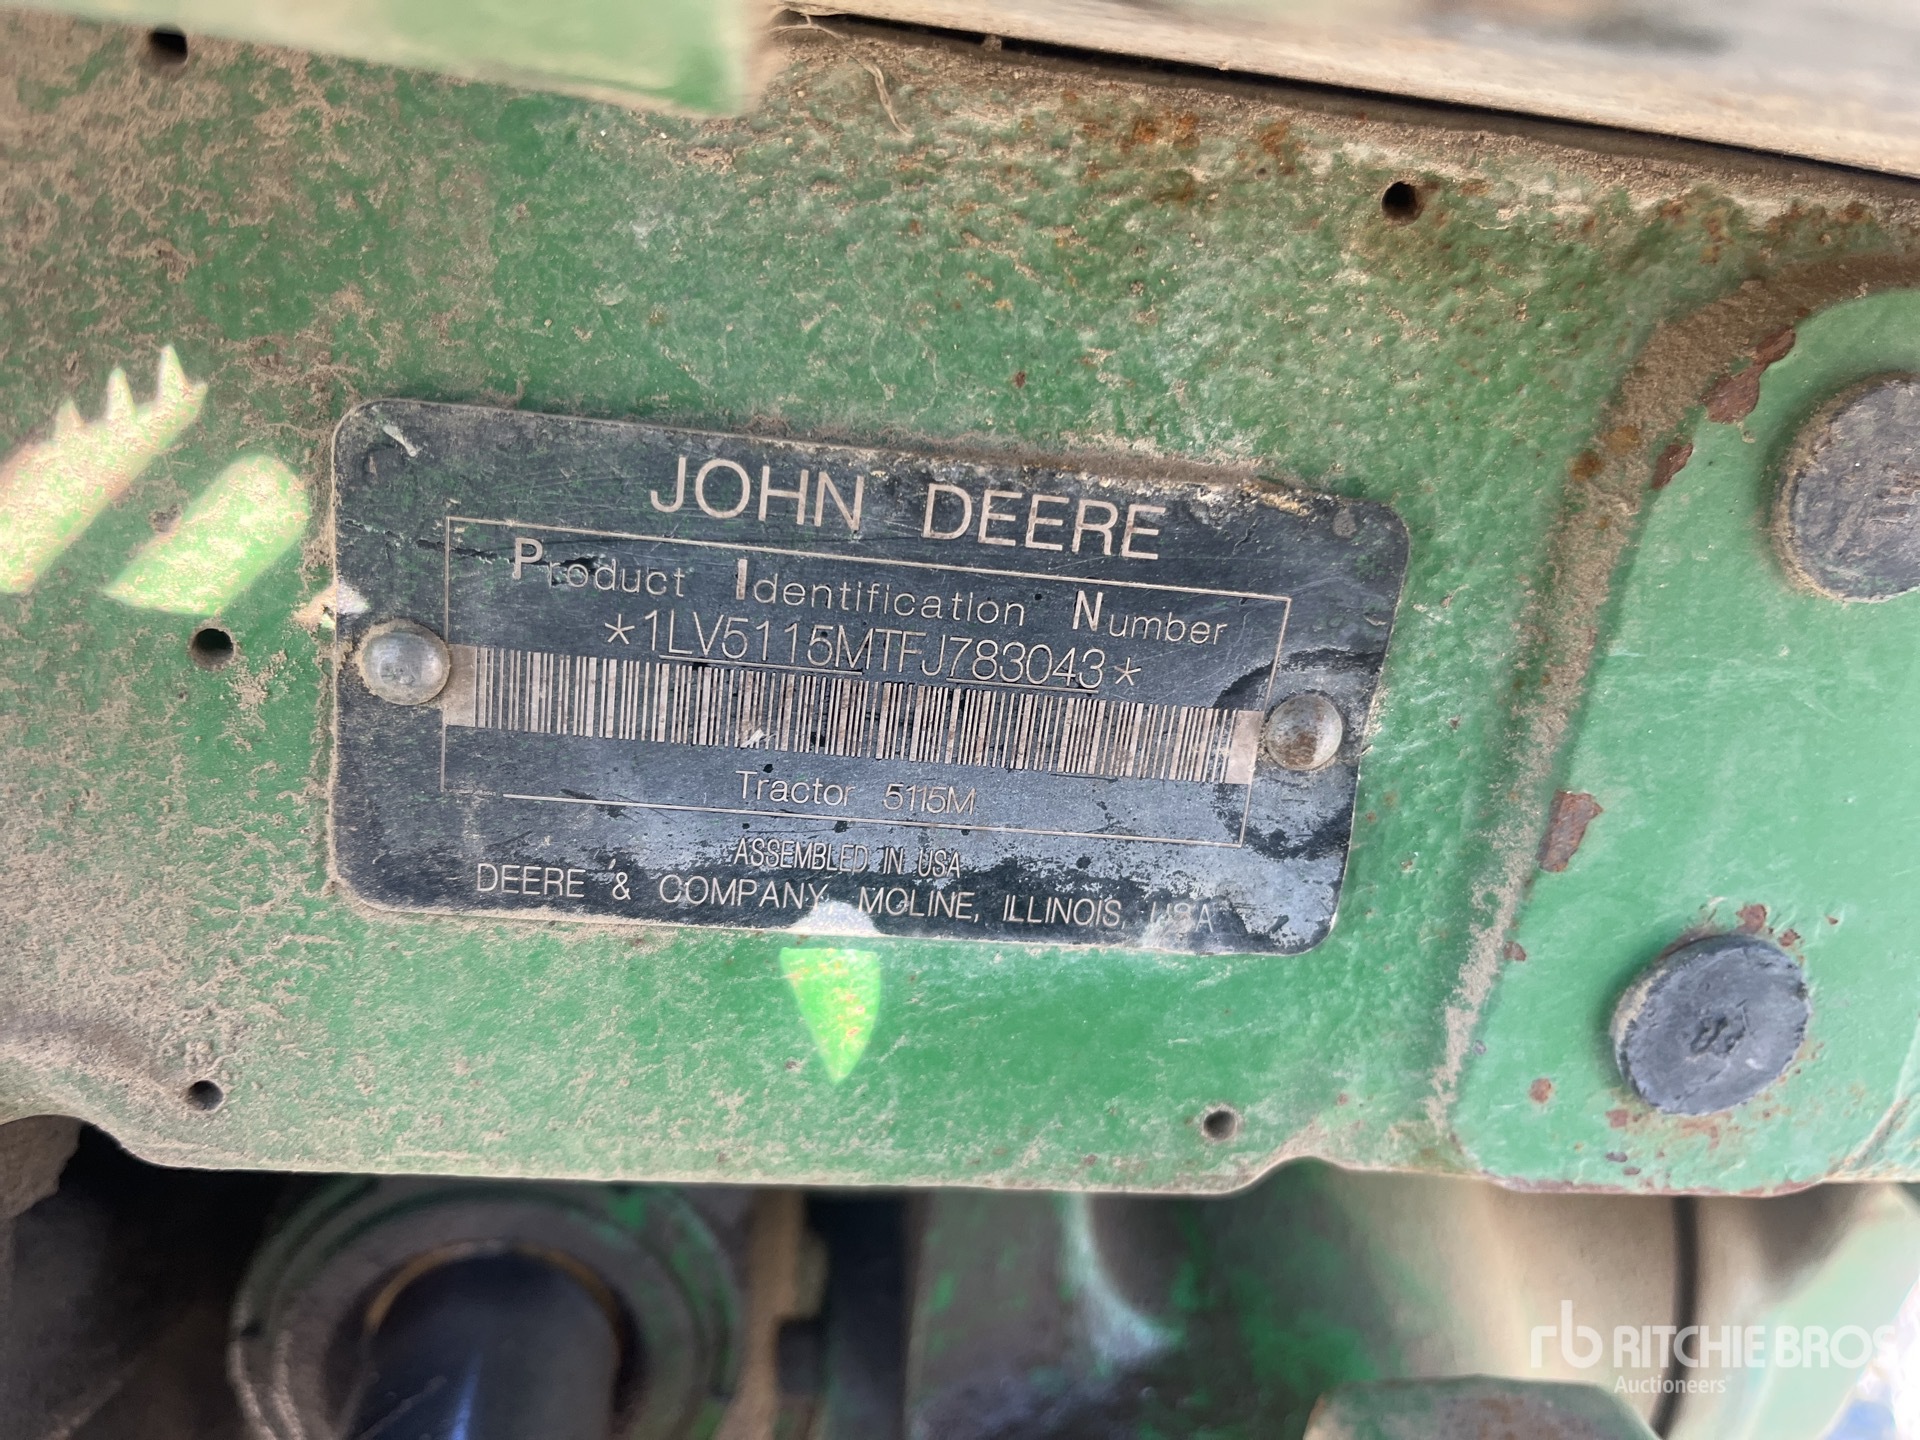 JOHN DEERE
Product Identification Number
*1LV5115MTFJ783043*
Tractor 5115M
ASSEMBLED IN USA
DEERE & COMPANY, MOLINE, ILLINOIS, USA
rb RITCHIE BROS
Auctioneers